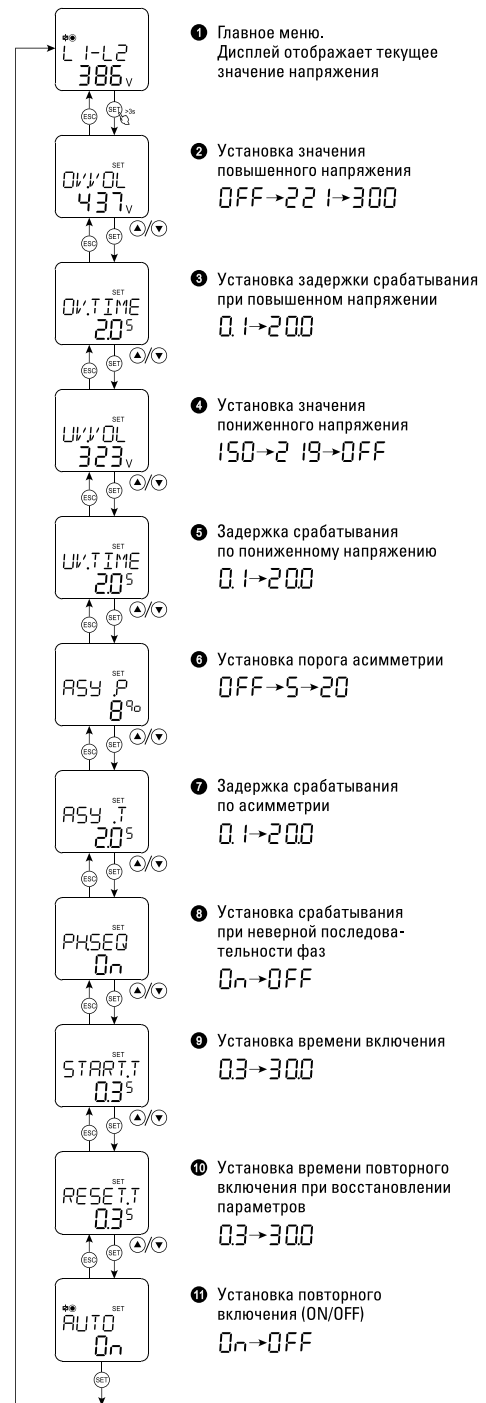 L1-L2
386 V
ESC SET >3s
1 Главное меню.
Дисплей отображает текущее
значение напряжения
SET
OV.VOL
437 V
ESC SET ▲/▼
2 Установка значения
повышенного напряжения
OFF→221→300
SET
OV.TIME
2.0 S
ESC SET ▲/▼
3 Установка задержки срабатывания
при повышенном напряжении
0.1→20.0
SET
UV.VOL
323 V
ESC SET ▲/▼
4 Установка значения
пониженного напряжения
150→219→OFF
SET
UV.TIME
2.0 S
ESC SET ▲/▼
5 Задержка срабатывания
по пониженному напряжению
0.1→20.0
SET
ASY.P
8%
ESC SET ▲/▼
6 Установка порога асимметрии
OFF→5→20
SET
ASY.T
2.0 S
ESC SET ▲/▼
7 Задержка срабатывания
по асимметрии
0.1→20.0
SET
PH.SEQ
On
ESC SET ▲/▼
8 Установка срабатывания
при неверной последова-
тельности фаз
On→OFF
SET
START.T
0.3 S
ESC SET ▲/▼
9 Установка времени включения
0.3→30.0
SET
RESET.T
0.3 S
ESC SET ▲/▼
10 Установка времени повторного
включения при восстановлении
параметров
0.3→30.0
SET
AUTO
On
SET
11 Установка повторного
включения (ON/OFF)
On→OFF